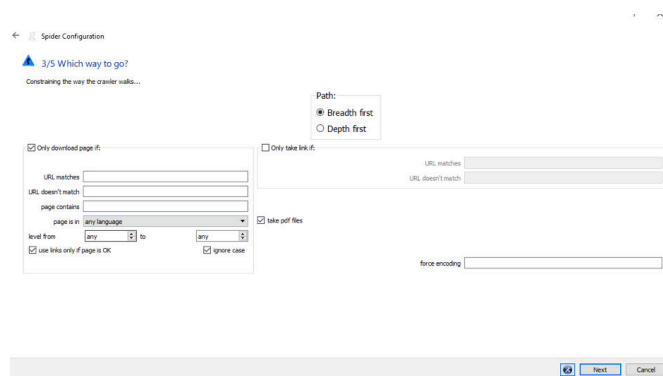 Spider Configuration
3/5 Which way to go?
Constraining the way the crawler walks...
Path:
Breadth first
Depth first
Only download page if:
Only take link if:
URL matches
URL doesn't match
URL matches
URL doesn't match
page contains
page is in any language
take pdf files
level from any to any
use links only if page is OK
ignore case
force encoding
Next
Cancel